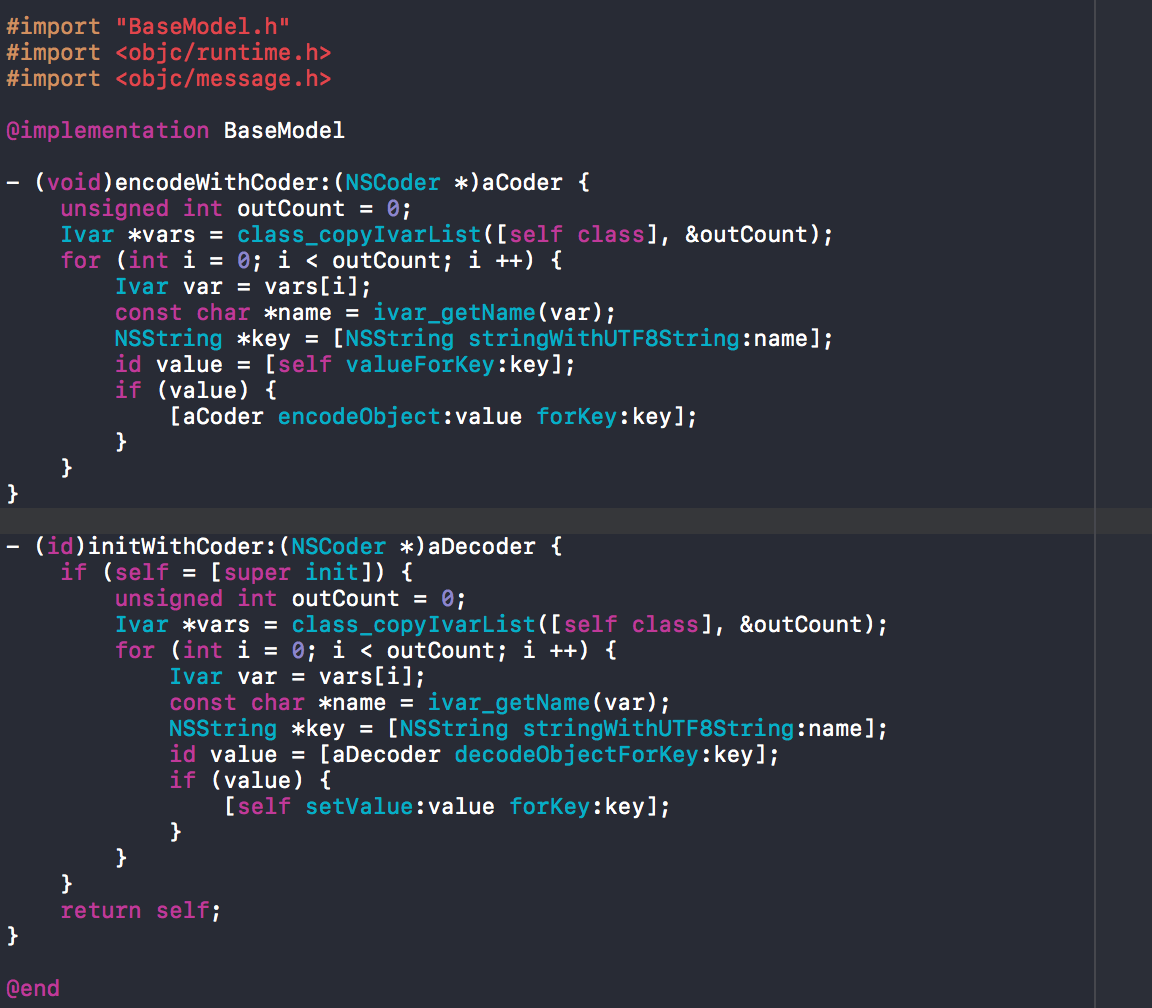 #import "BaseModel.h"
#import <objc/runtime.h>
#import <objc/message.h>

@implementation BaseModel

- (void)encodeWithCoder:(NSCoder *)aCoder {
    unsigned int outCount = 0;
    Ivar *vars = class_copyIvarList([self class], &outCount);
    for (int i = 0; i < outCount; i ++) {
        Ivar var = vars[i];
        const char *name = ivar_getName(var);
        NSString *key = [NSString stringWithUTF8String:name];
        id value = [self valueForKey:key];
        if (value) {
            [aCoder encodeObject:value forKey:key];
        }
    }
}

- (id)initWithCoder:(NSCoder *)aDecoder {
    if (self = [super init]) {
        unsigned int outCount = 0;
        Ivar *vars = class_copyIvarList([self class], &outCount);
        for (int i = 0; i < outCount; i ++) {
            Ivar var = vars[i];
            const char *name = ivar_getName(var);
            NSString *key = [NSString stringWithUTF8String:name];
            id value = [aDecoder decodeObjectForKey:key];
            if (value) {
                [self setValue:value forKey:key];
            }
        }
    }
    return self;
}

@end